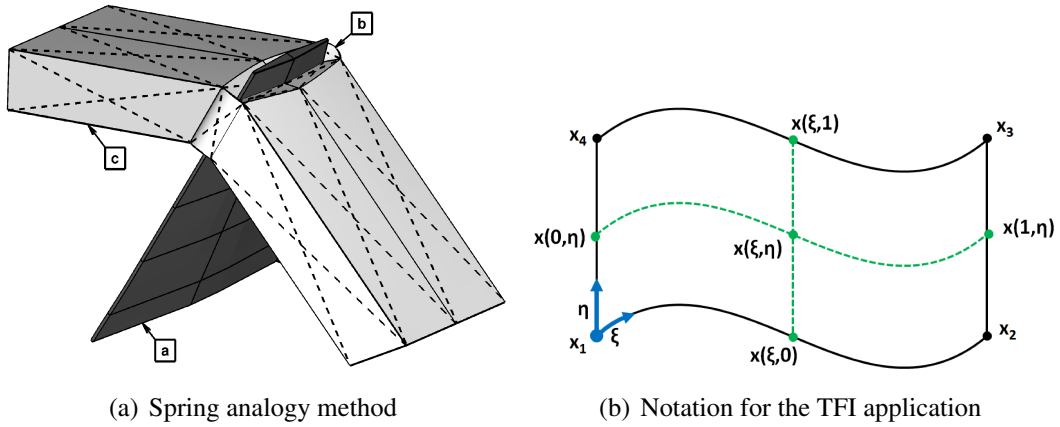 b
c
a
x₄
x(ξ,1)
x₃
x(0,η)
x(ξ,η)
x(1,η)
η
x₁
ξ
x(ξ,0)
x₂
(a) Spring analogy method
(b) Notation for the TFI application